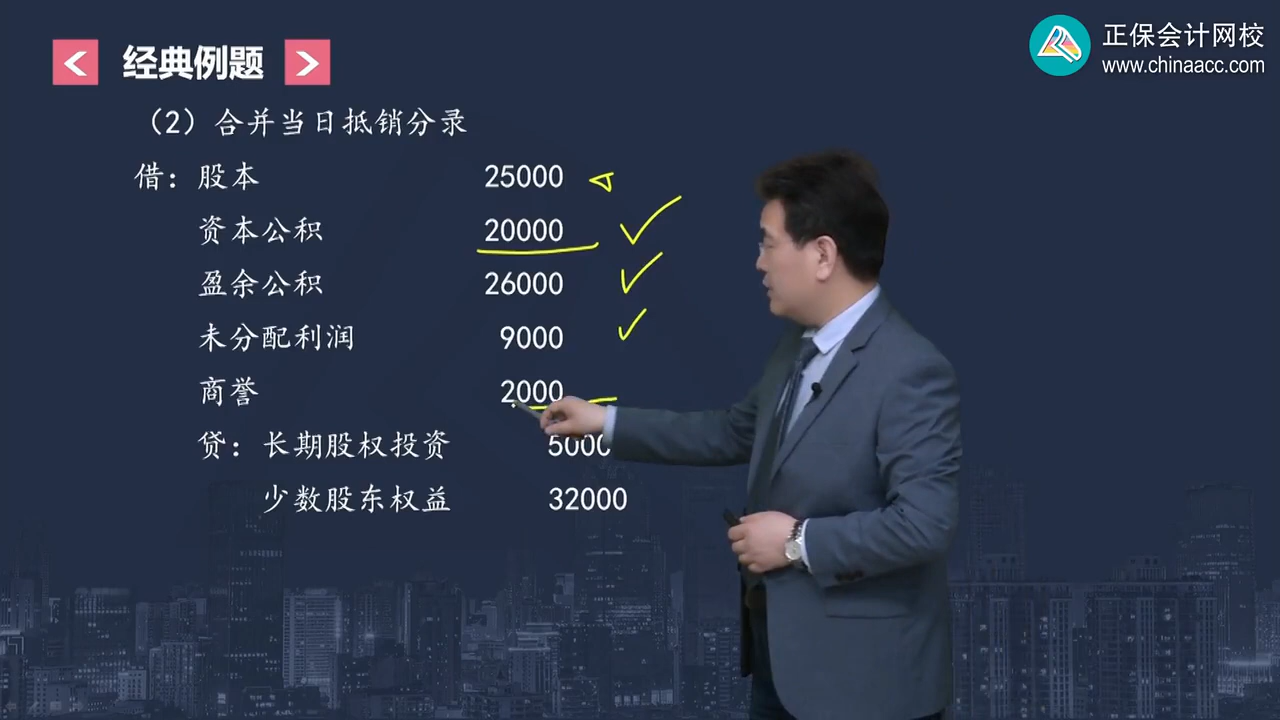 经典例题
正保会计网校
www.chinaacc.com
（2）合并当日抵销分录
借：股本 25000
资本公积 20000
盈余公积 26000
未分配利润 9000
商誉 2000
贷：长期股权投资 5000
少数股东权益 32000